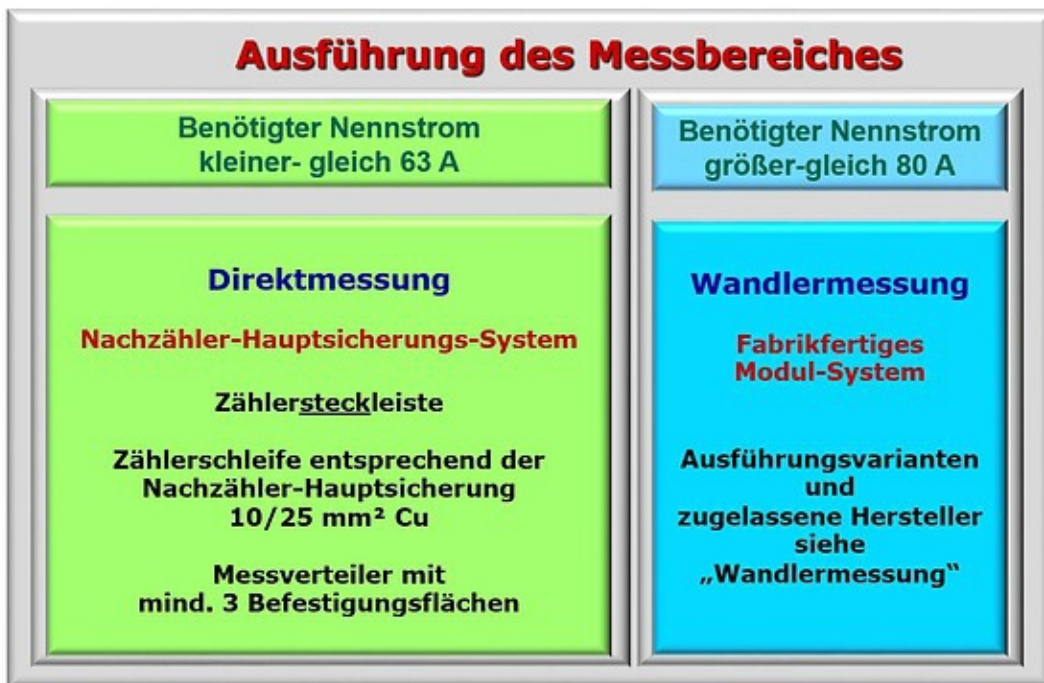 Ausführung des Messbereiches
Benötigter Nennstrom
kleiner- gleich 63 A
Direktmessung
Nachzähler-Hauptsicherungs-System
Zählersteckleiste
Zählerschleife entsprechend der
Nachzähler-Hauptsicherung
10/25 mm² Cu
Messverteiler mit
mind. 3 Befestigungsflächen
Benötigter Nennstrom
größer-gleich 80 A
Wandlermessung
Fabrikfertiges
Modul-System
Ausführungsvarianten
und
zugelassene Hersteller
siehe
„Wandlermessung“